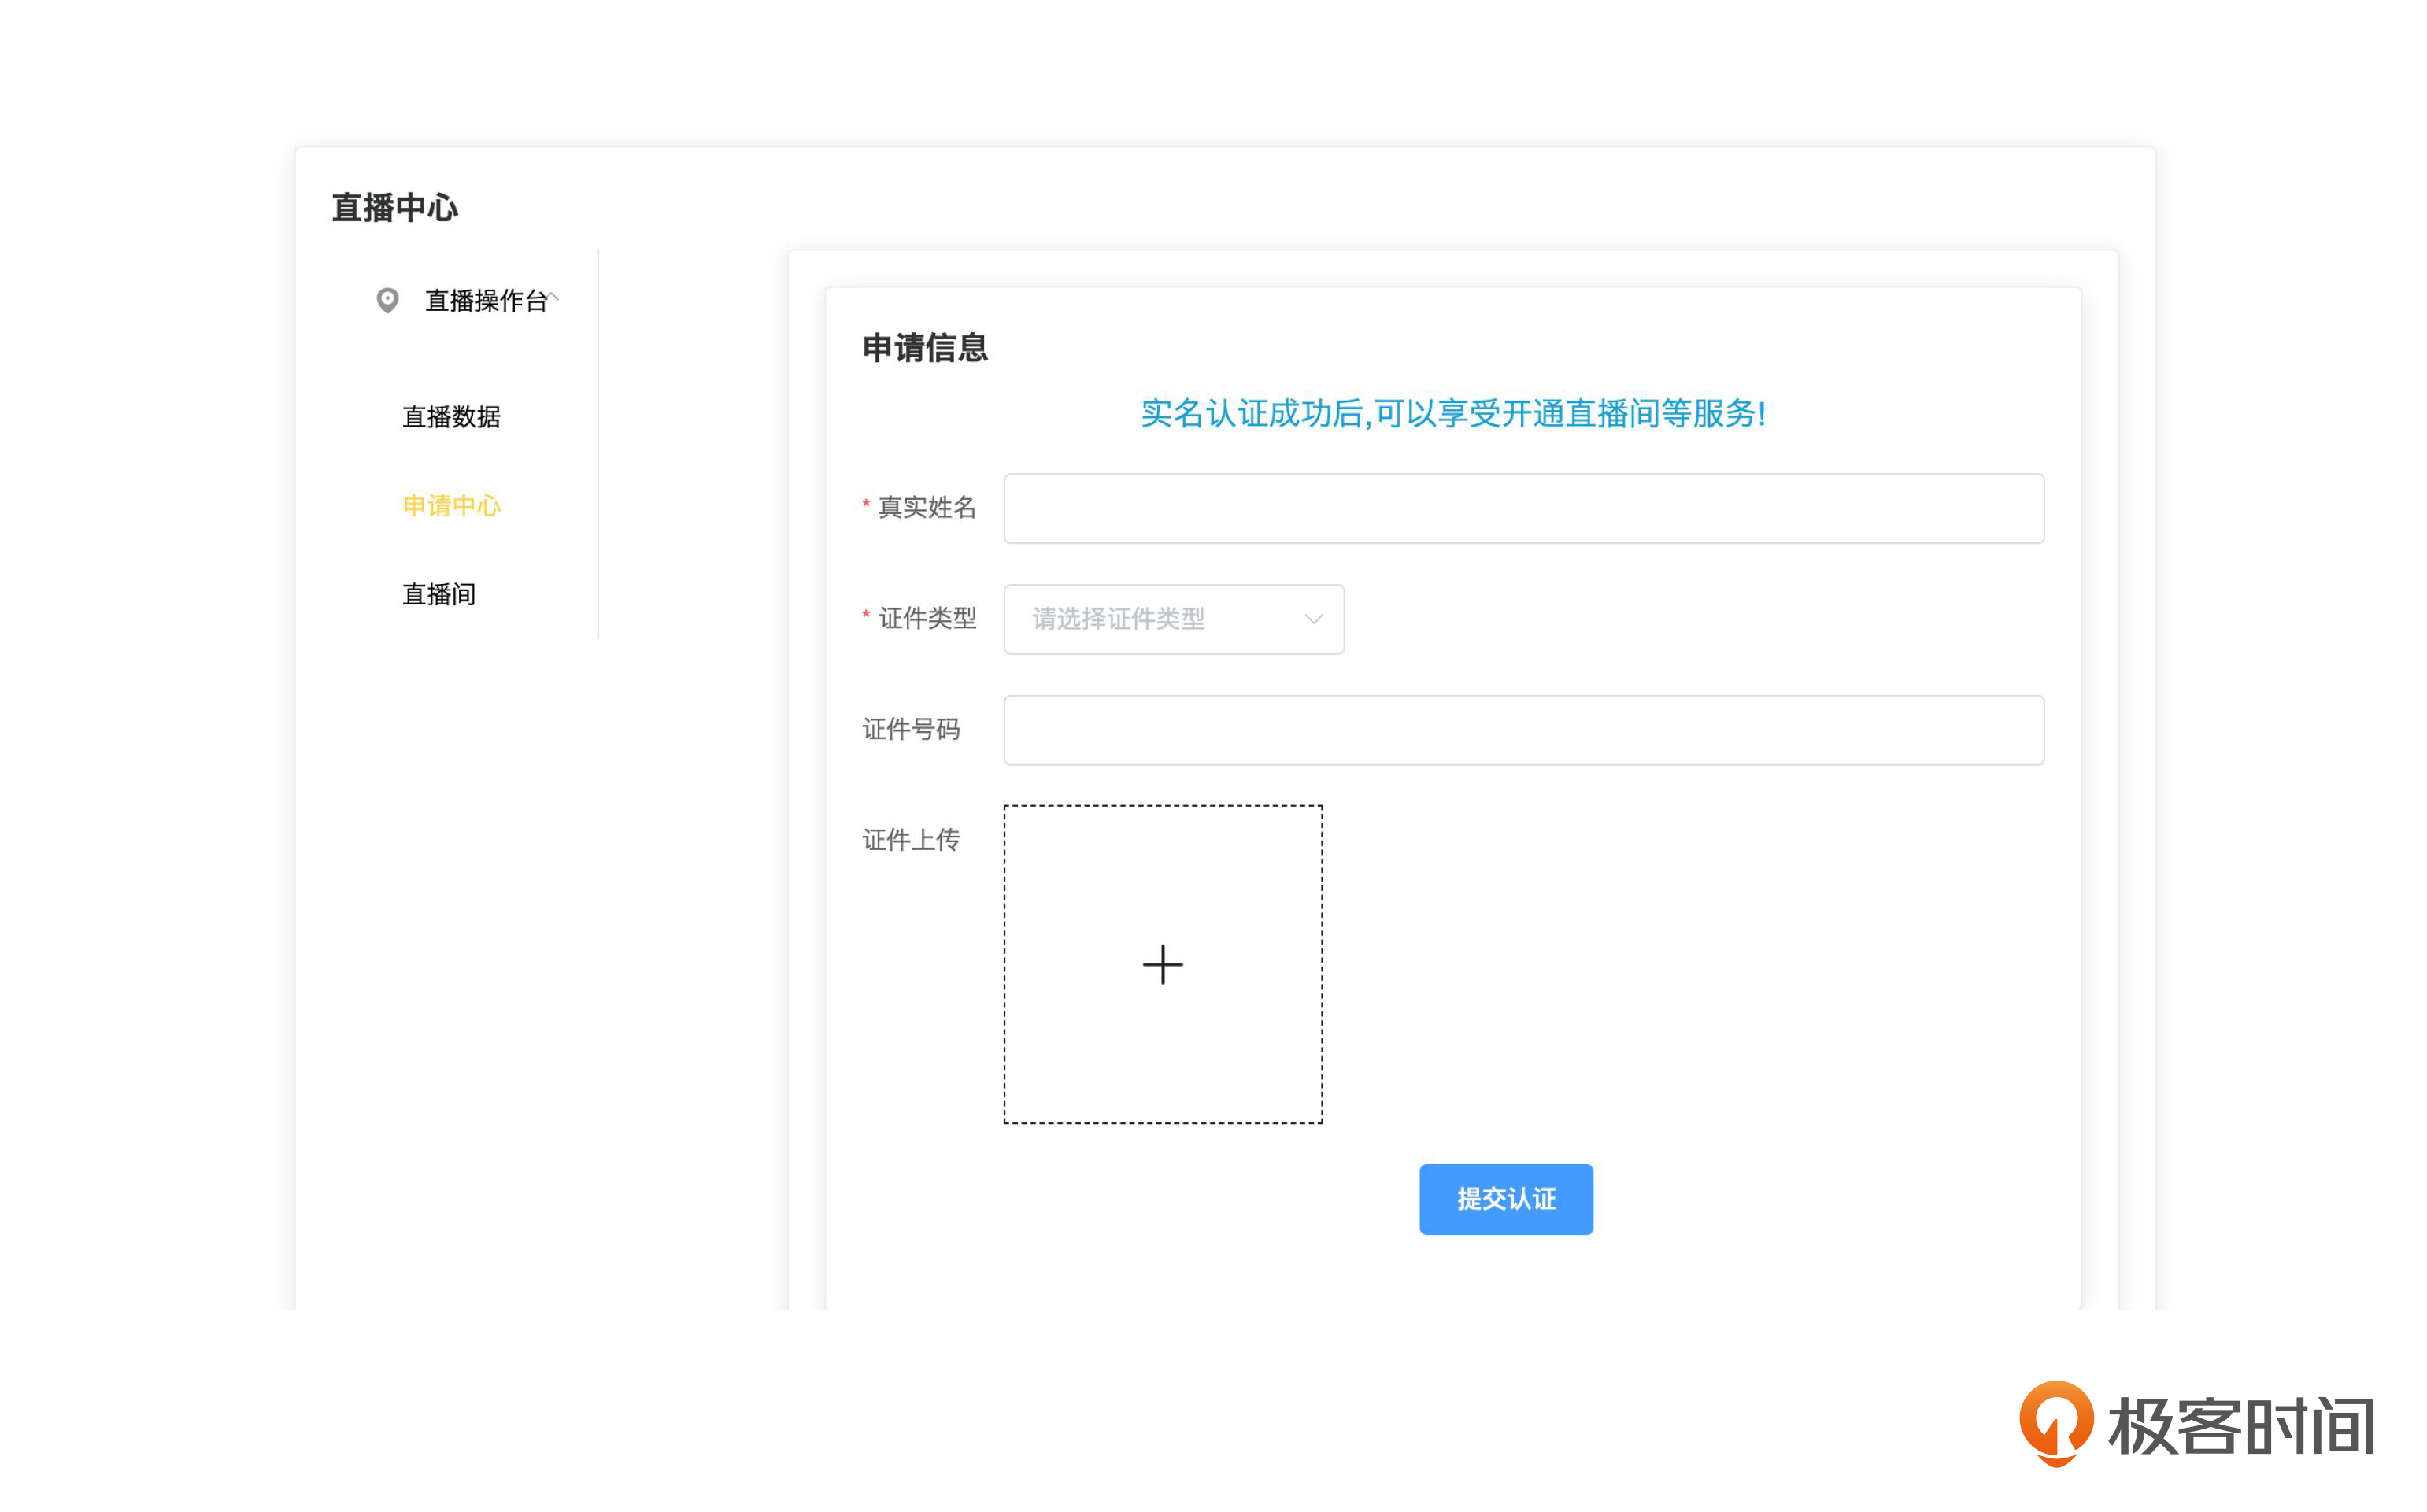 直播中心
直播操作台
直播数据
申请中心
直播间
申请信息
实名认证成功后,可以享受开通直播间等服务!
* 真实姓名
* 证件类型
请选择证件类型
证件号码
证件上传
提交认证
极客时间